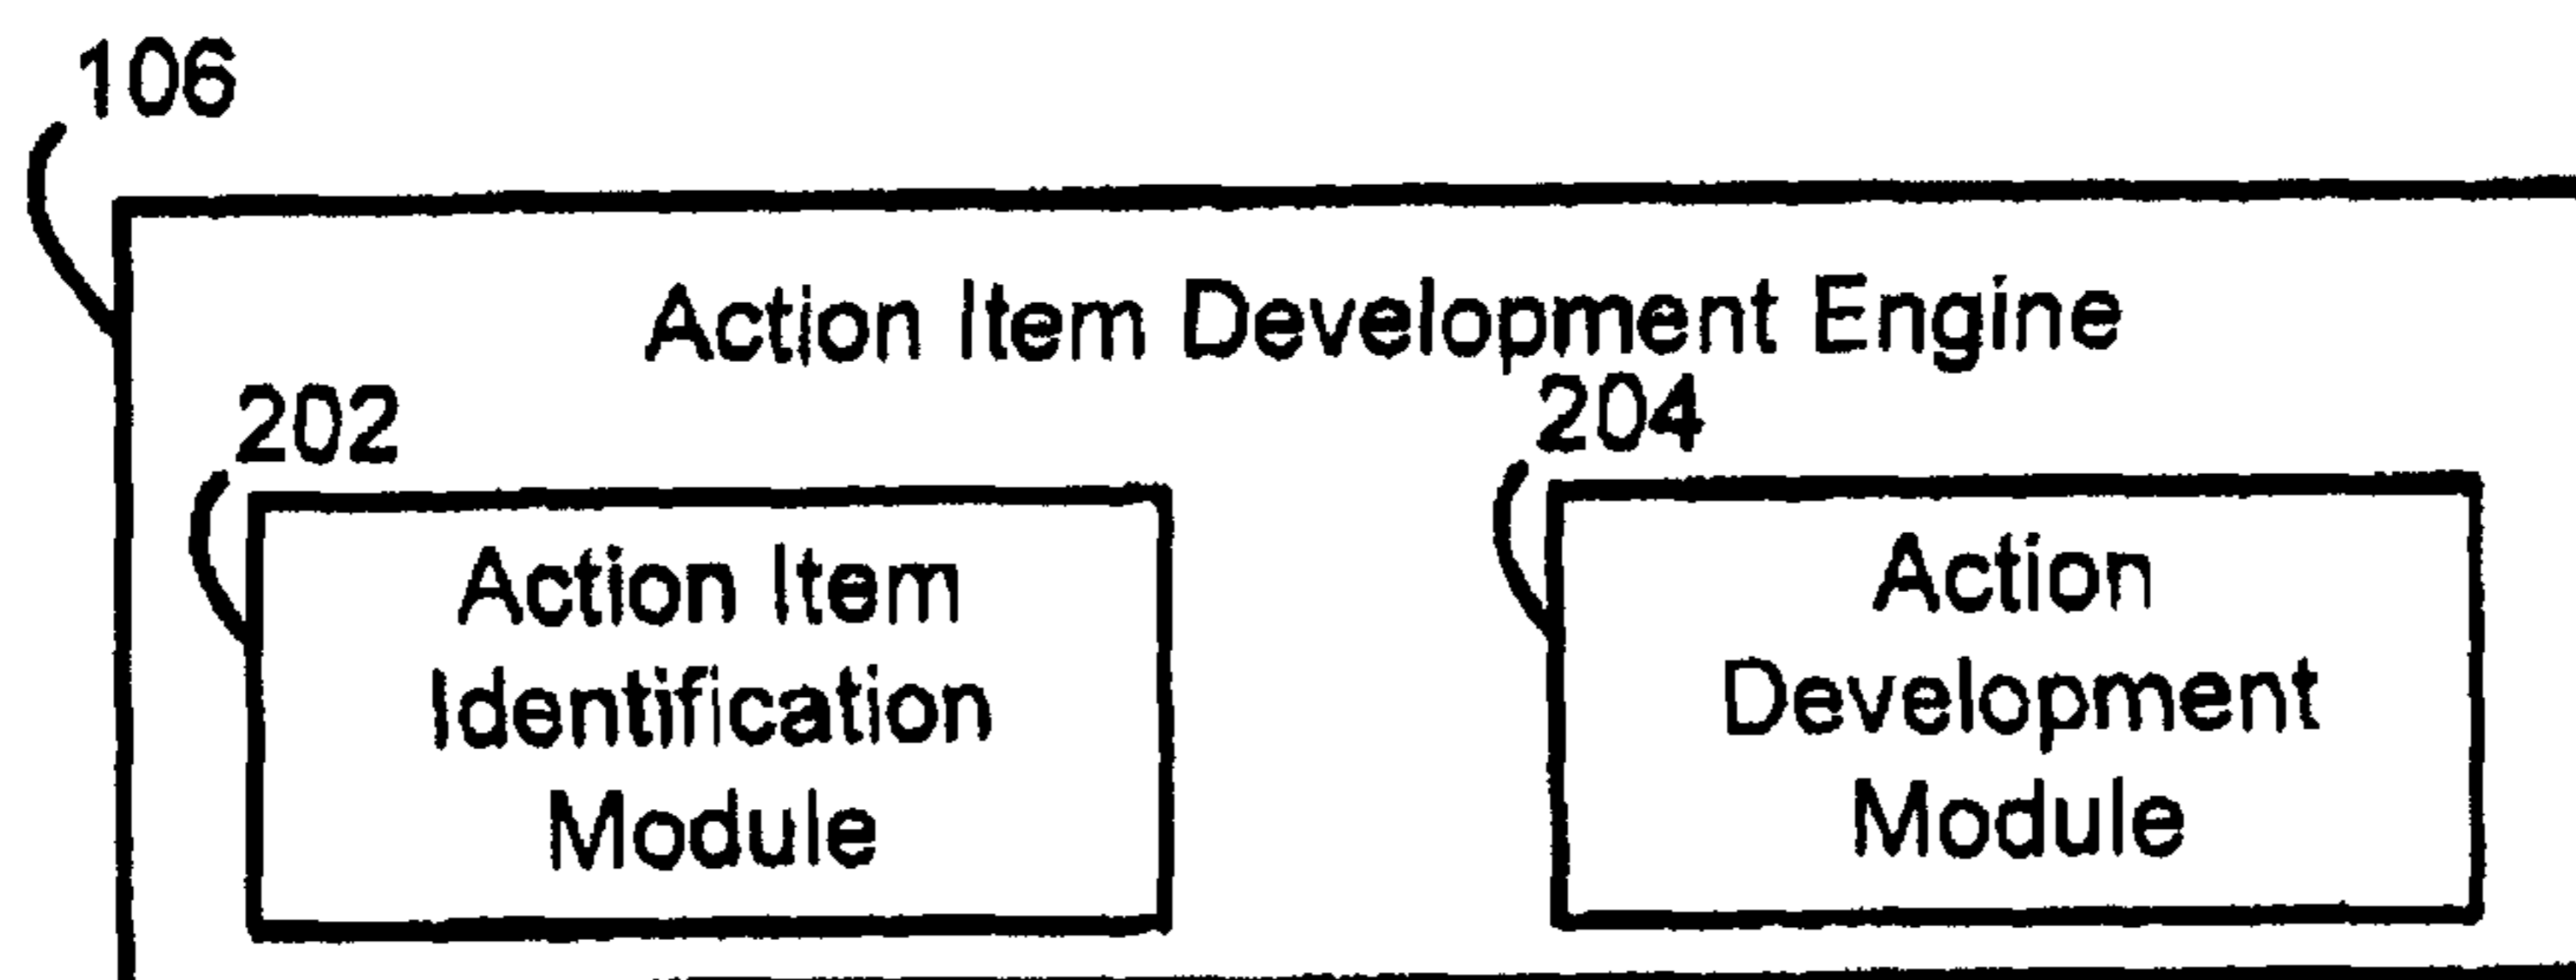 106
Action Item Development Engine
202
204
Action Item
Identification
Module
Action
Development
Module